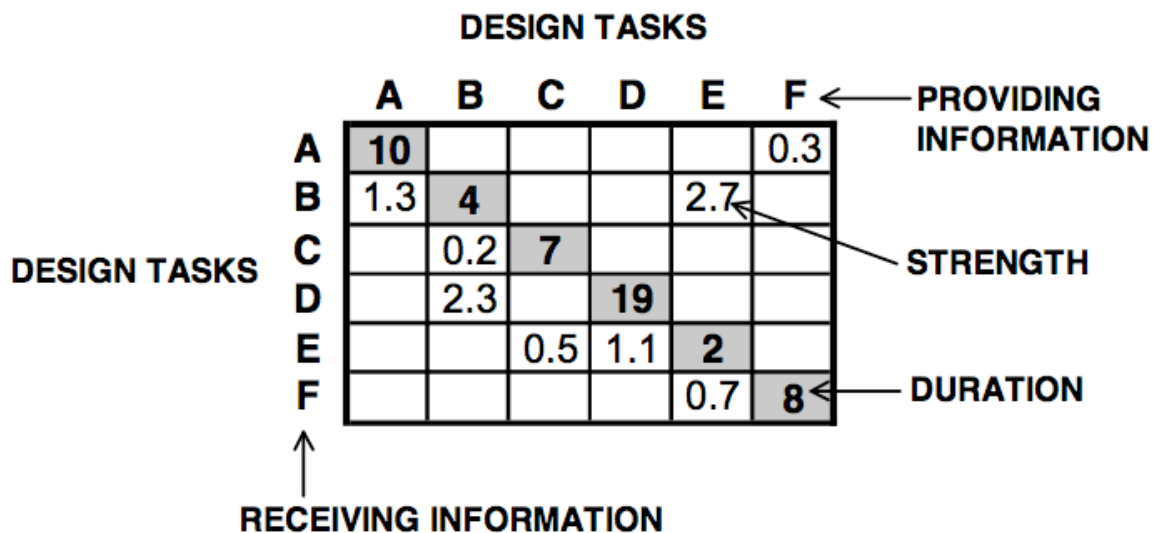 DESIGN TASKS
A B C D E F
PROVIDING
INFORMATION
A 10 0.3
B 1.3 4 2.7
C 0.2 7
STRENGTH
DESIGN TASKS
D 2.3 19
E 0.5 1.1 2
F 0.7 8
DURATION
RECEIVING INFORMATION